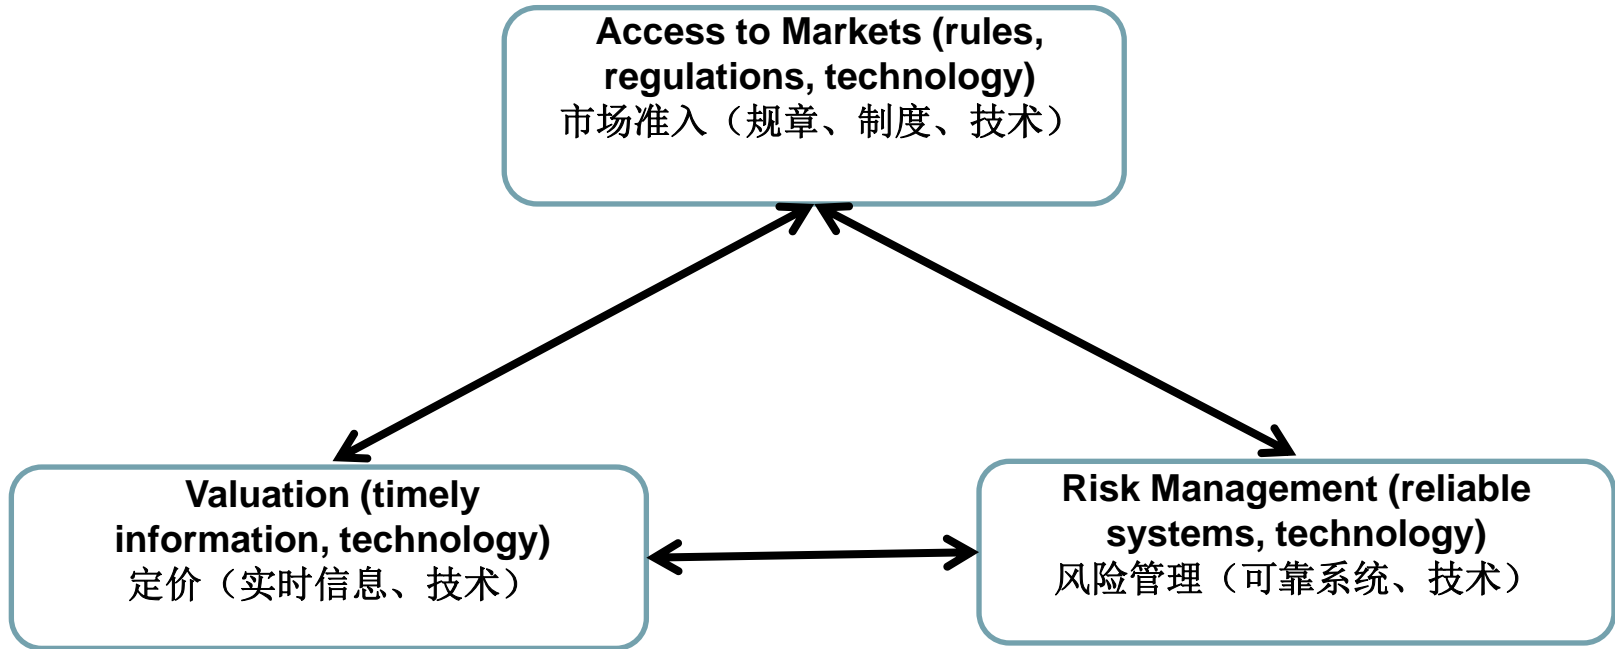 Access to Markets (rules,
regulations, technology)
市场准入（规章、制度、技术）
Valuation (timely
information, technology)
定价（实时信息、技术）
Risk Management (reliable
systems, technology)
风险管理（可靠系统、技术）